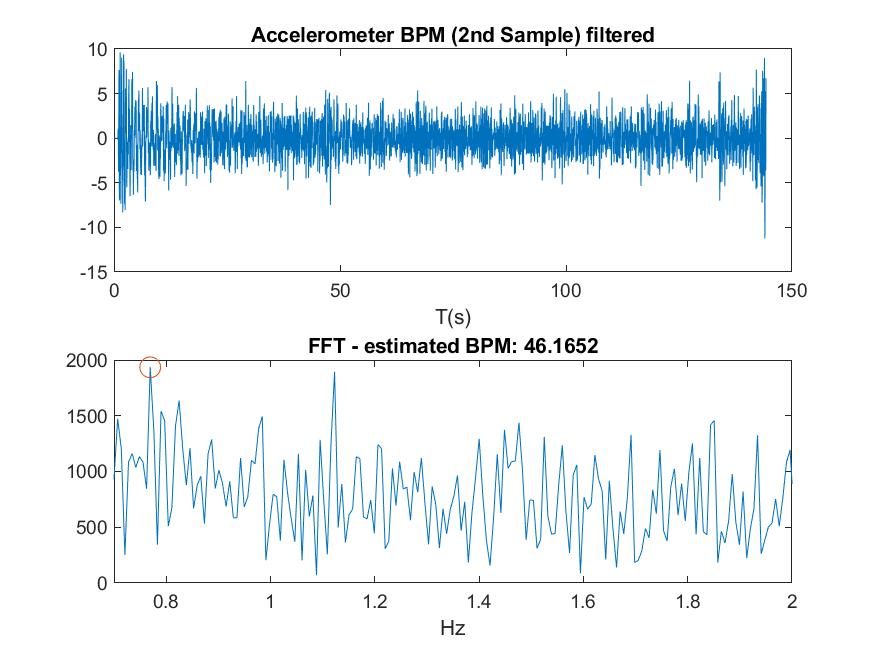 Accelerometer BPM (2nd Sample) filtered
10
5
0
-5
-10
-15
0 50 100 150
T(s)
FFT - estimated BPM: 46.1652
2000
1500
1000
500
0
0.8 1 1.2 1.4 1.6 1.8 2
Hz